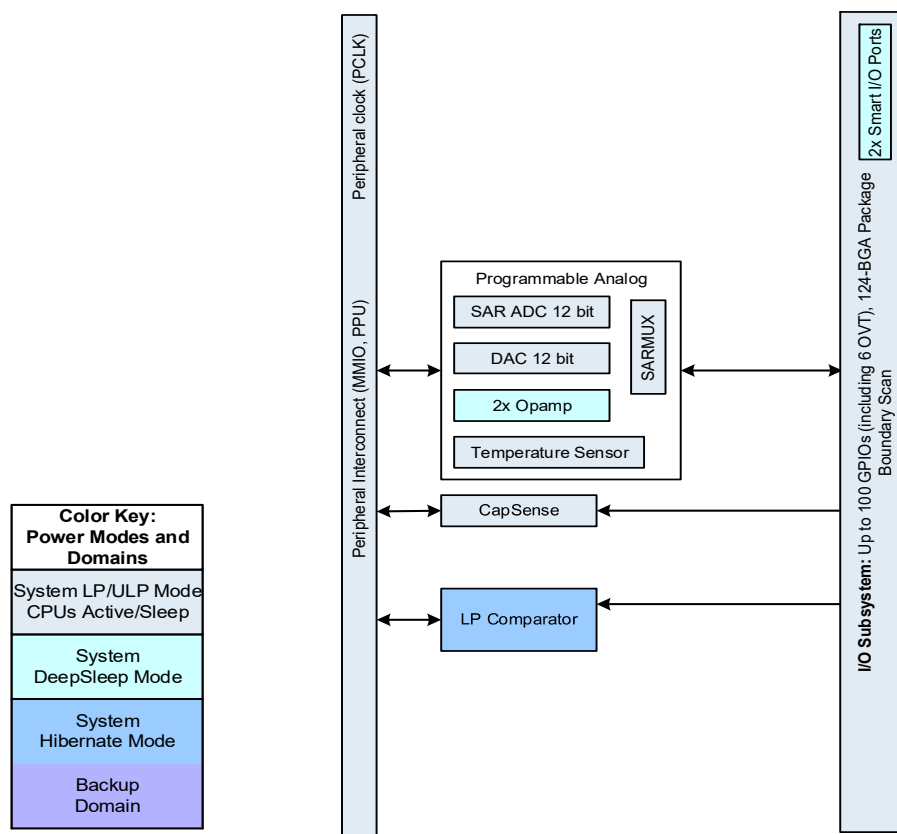 Peripheral clock (PCLK)
Peripheral Interconnect (MMIO, PPU)
Programmable Analog
SAR ADC 12 bit
DAC 12 bit
2x Opamp
Temperature Sensor
SARMUX
CapSense
LP Comparator
2x Smart I/O Ports
I/O Subsystem: Up to 100 GPIOs (including 6 OVT), 124-BGA Package
Boundary Scan
Color Key:
Power Modes and
Domains
System LP/ULP Mode
CPUs Active/Sleep
System
DeepSleep Mode
System
Hibernate Mode
Backup
Domain